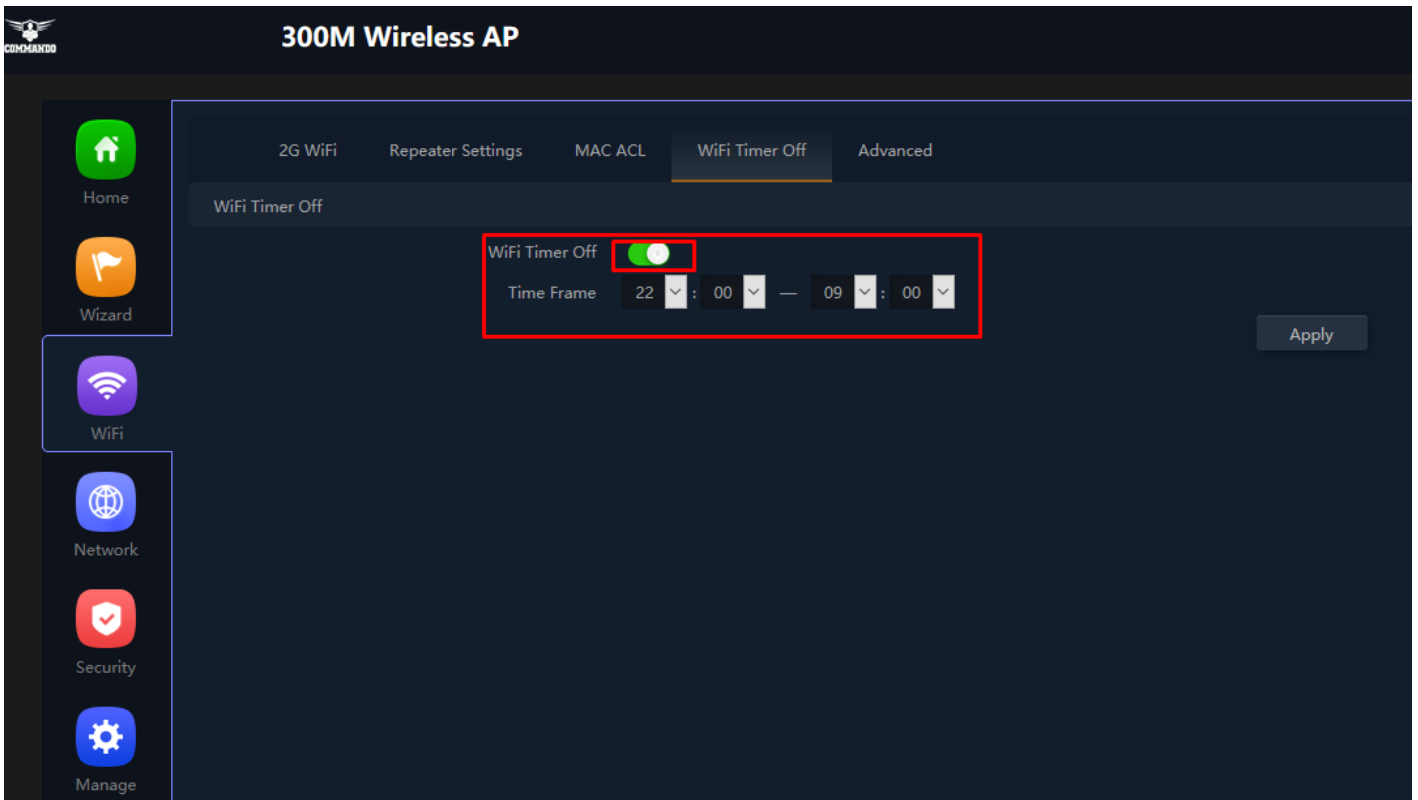 COMMANDO
300M Wireless AP
Home
Wizard
WiFi
Network
Security
Manage
2G WiFi Repeater Settings MAC ACL WiFi Timer Off Advanced
WiFi Timer Off
WiFi Timer Off
Time Frame 22 : 00 — 09 : 00
Apply